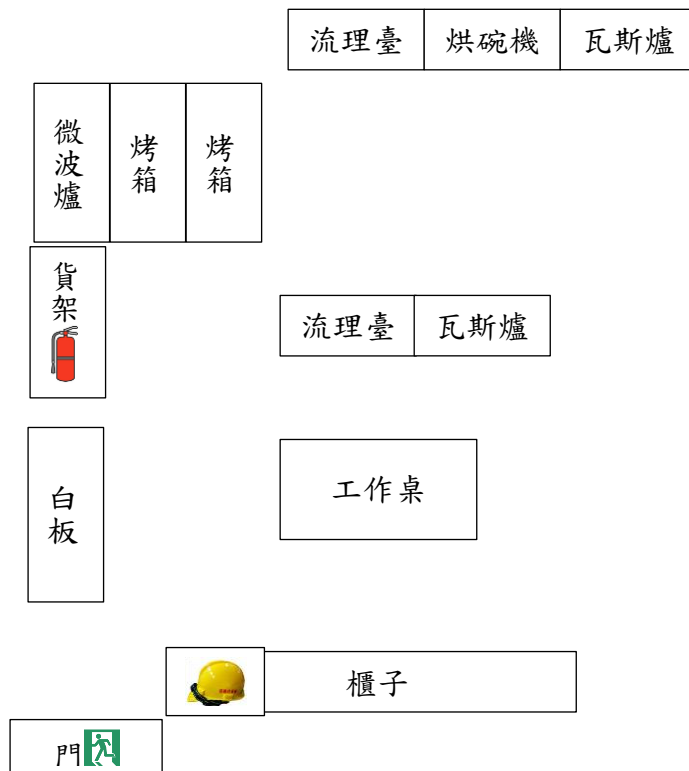 流理臺 烘碗機 瓦斯爐
微波爐 烤箱 烤箱
貨架
流理臺 瓦斯爐
白板
工作桌
櫃子
門